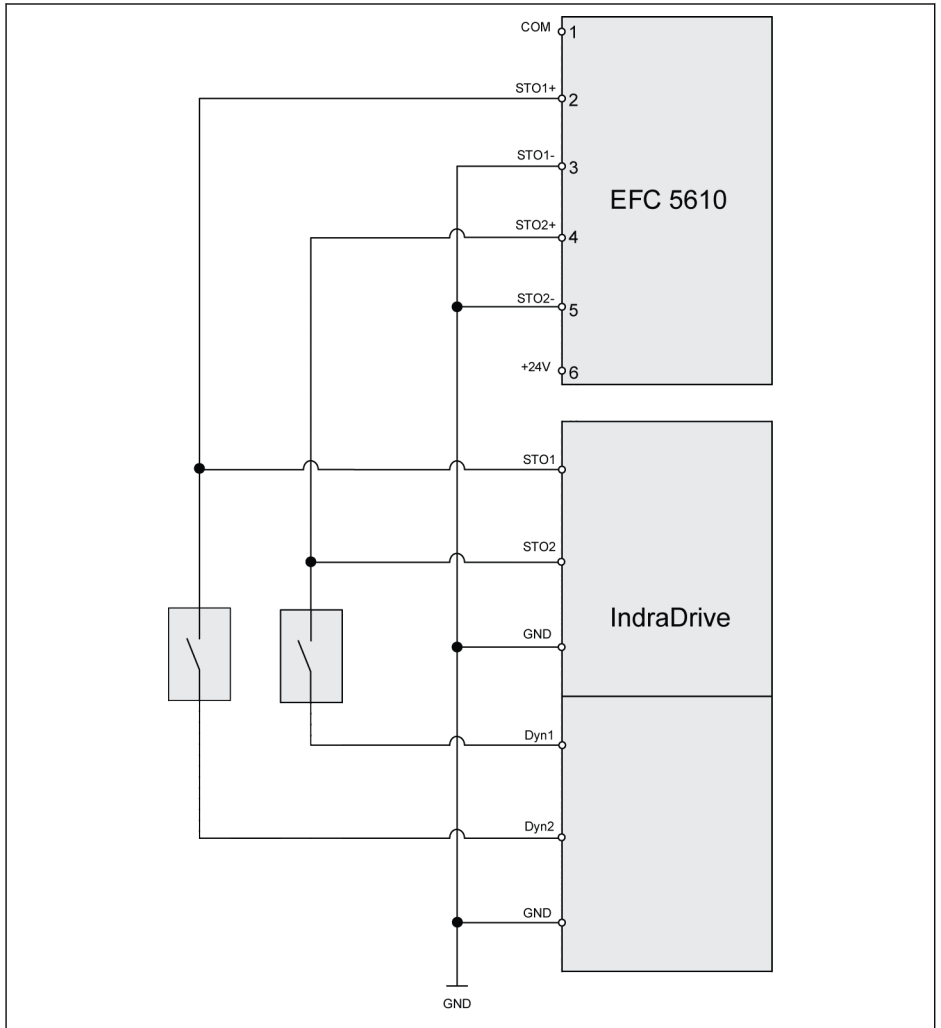 COM 1
STO1+ 2
STO1- 3
EFC 5610
STO2+ 4
STO2- 5
+24V 6
STO1
STO2
IndraDrive
GND
Dyn1
Dyn2
GND
GND